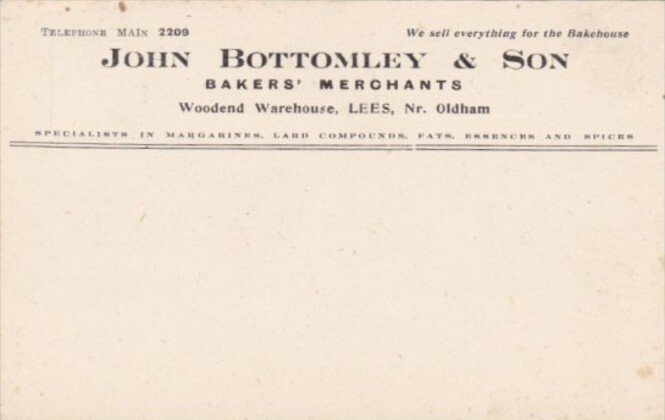 TELEPHONE MAIN 2209 We sell everything for the Bakehouse
JOHN BOTTOMLEY & SON
BAKERS' MERCHANTS
Woodend Warehouse, LEES, Nr. Oldham
SPECIALISTS IN MARGARINES, LARD COMPOUNDS, FATS, ESSENCES AND SPICES